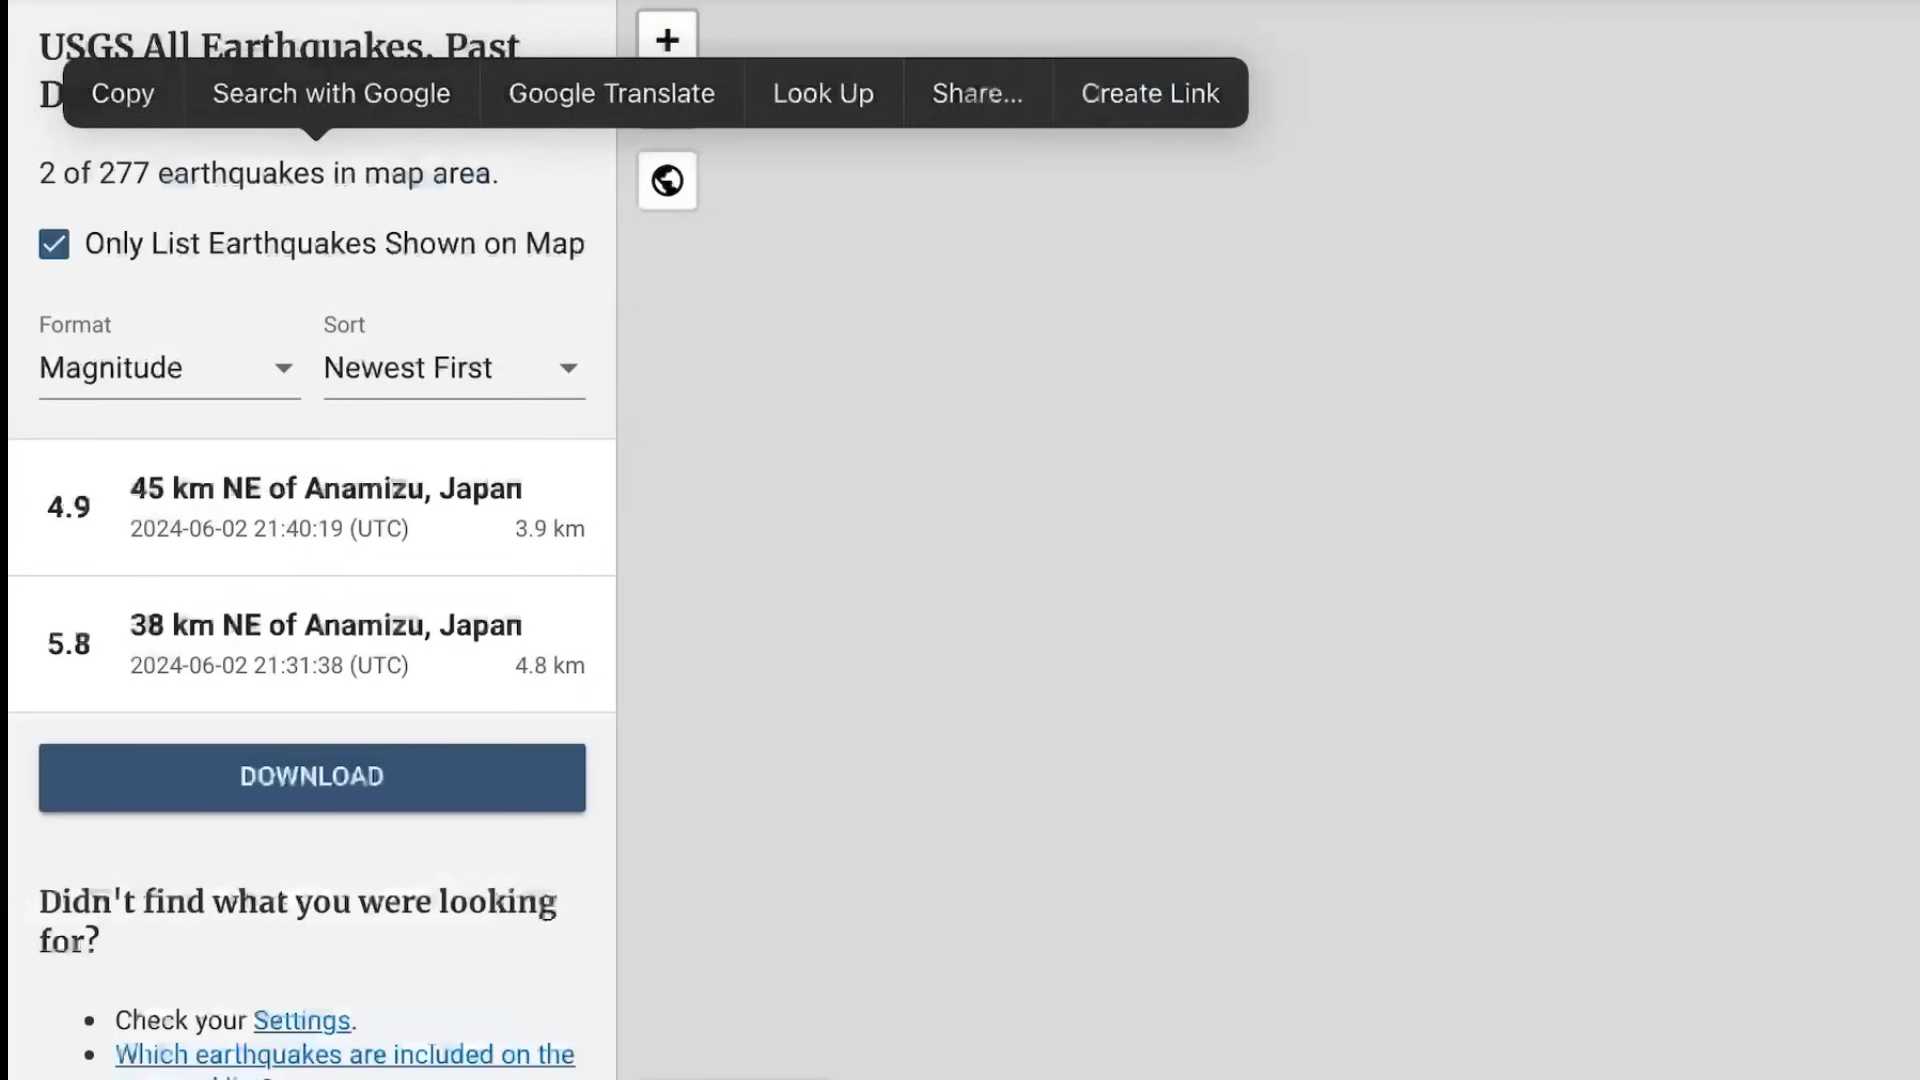 USGS All Earthquakes, Past
D
Copy Search with Google Google Translate Look Up Share... Create Link
+
2 of 277 earthquakes in map area.
Only List Earthquakes Shown on Map
Format Sort
Magnitude Newest First
4.9
45 km NE of Anamizu, Japan
2024-06-02 21:40:19 (UTC) 3.9 km
5.8
38 km NE of Anamizu, Japan
2024-06-02 21:31:38 (UTC) 4.8 km
DOWNLOAD
Didn't find what you were looking
for?
• Check your Settings.
• Which earthquakes are included on the